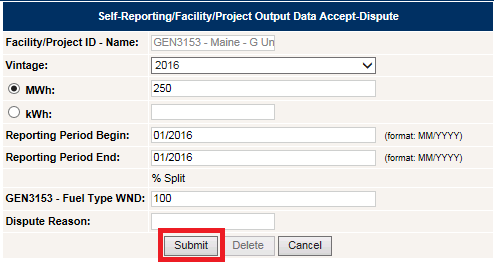 Self-Reporting/Facility/Project Output Data Accept-Dispute
Facility/Project ID - Name: GEN3153 - Maine - G Un
Vintage: 2016
MWh: 250
kWh:
Reporting Period Begin: 01/2016 (format: MM/YYYY)
Reporting Period End: 01/2016 (format: MM/YYYY)
% Split
GEN3153 - Fuel Type WND: 100
Dispute Reason:
Submit Delete Cancel